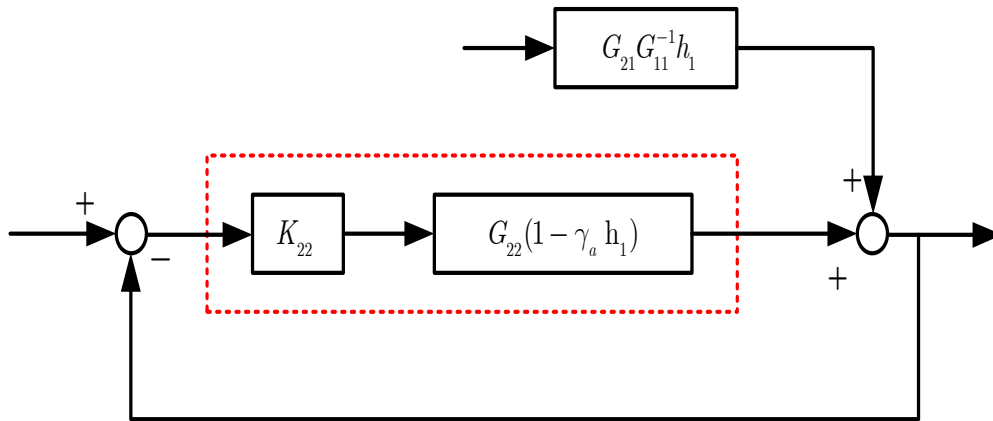 G₂₁G₁₁⁻¹h₁
+
+
K₂₂
G₂₂(1 − γₐ h₁)
−
+